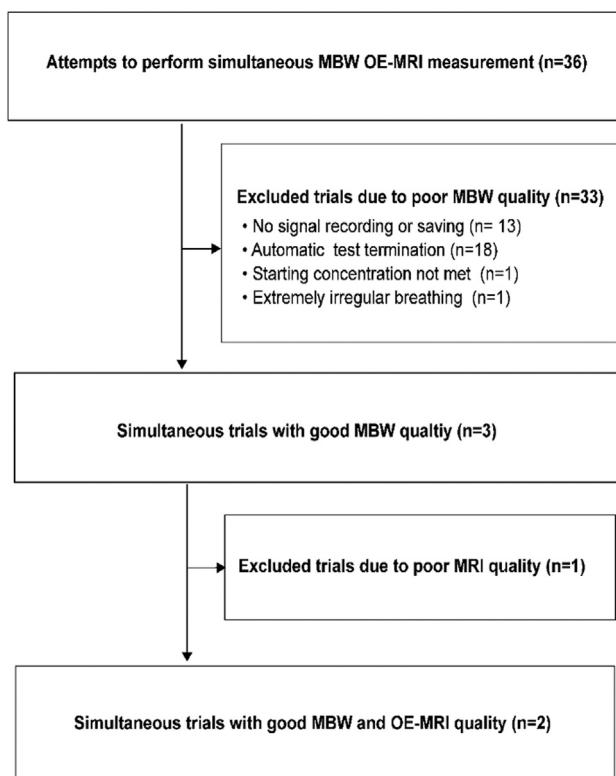 Attempts to perform simultaneous MBW OE-MRI measurement (n=36)
Excluded trials due to poor MBW quality (n=33)
• No signal recording or saving (n= 13)
• Automatic test termination (n=18)
• Starting concentration not met (n=1)
• Extremely irregular breathing (n=1)
Simultaneous trials with good MBW qualtiy (n=3)
Excluded trials due to poor MRI quality (n=1)
Simultaneous trials with good MBW and OE-MRI quality (n=2)